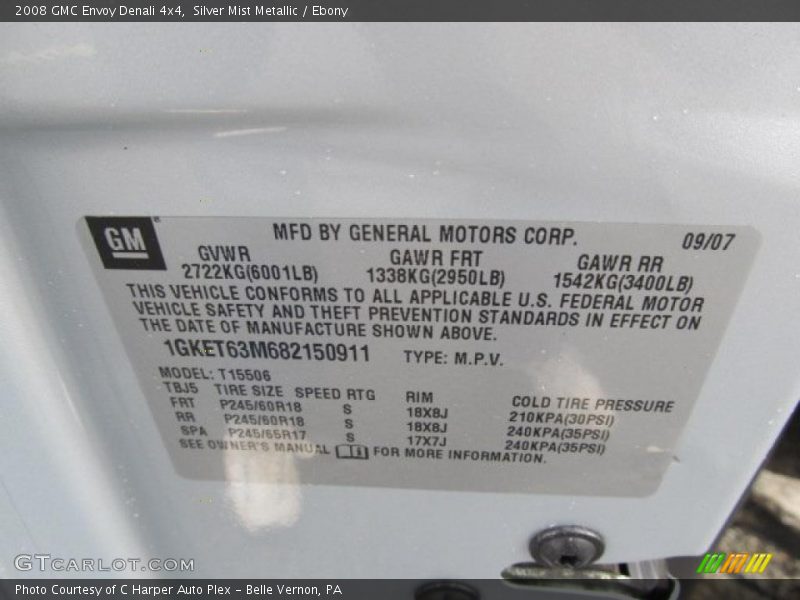 2008 GMC Envoy Denali 4x4, Silver Mist Metallic / Ebony
GM
MFD BY GENERAL MOTORS CORP. 09/07
GVWR GAWR FRT GAWR RR
2722KG(6001LB) 1338KG(2950LB) 1542KG(3400LB)
THIS VEHICLE CONFORMS TO ALL APPLICABLE U.S. FEDERAL MOTOR
VEHICLE SAFETY AND THEFT PREVENTION STANDARDS IN EFFECT ON
THE DATE OF MANUFACTURE SHOWN ABOVE.
1GKET63M682150911 TYPE: M.P.V.
MODEL: T15506
TBJ5 TIRE SIZE SPEED RTG RIM COLD TIRE PRESSURE
FRT P245/60R18 S 18X8J 210KPA(30PSI)
RR P245/60R18 S 18X8J 240KPA(35PSI)
SPA P245/65R17 S 17X7J 240KPA(35PSI)
SEE OWNER'S MANUAL FOR MORE INFORMATION.
GTCARLOT.COM
Photo Courtesy of C Harper Auto Plex - Belle Vernon, PA